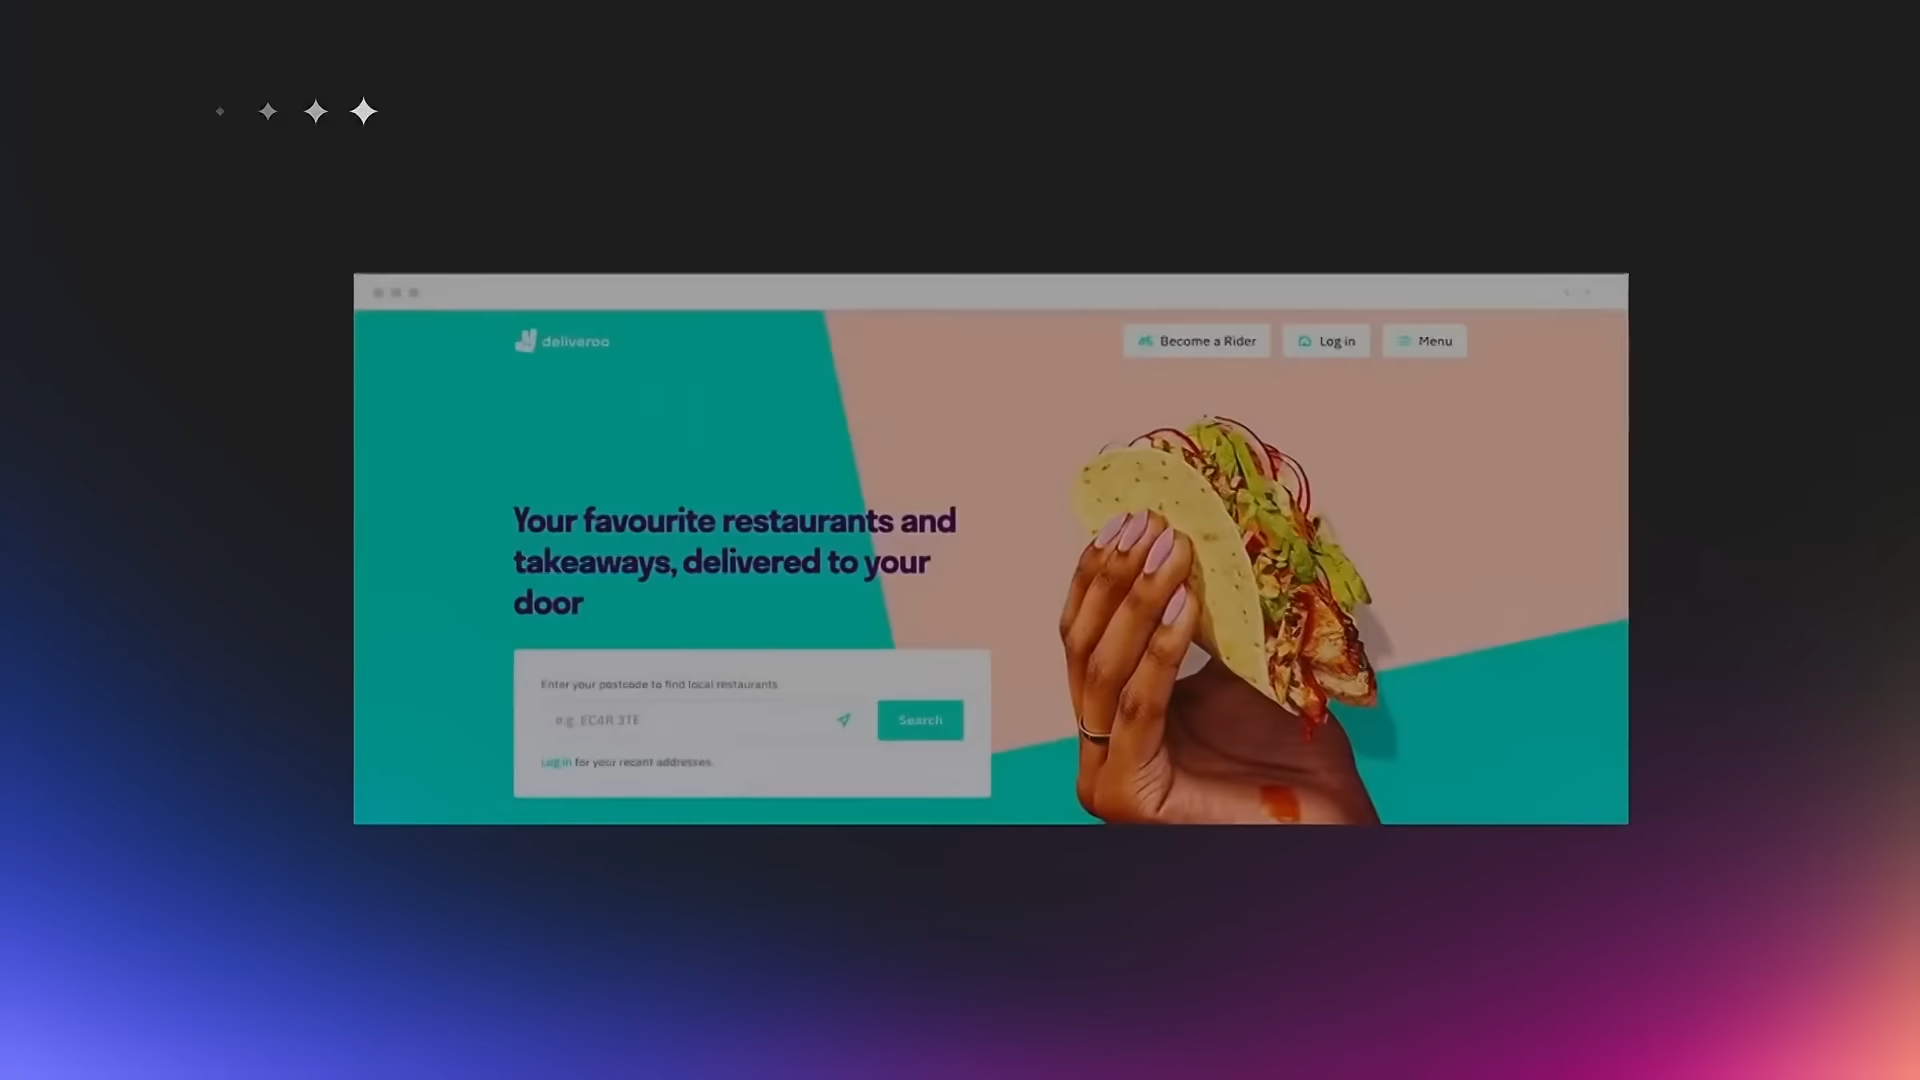 deliveroo
Become a Rider
Log in
Menu
Your favourite restaurants and
takeaways, delivered to your
door
Enter your postcode to find local restaurants
e.g. EC4R 3TE
Search
Log in for your recent addresses.